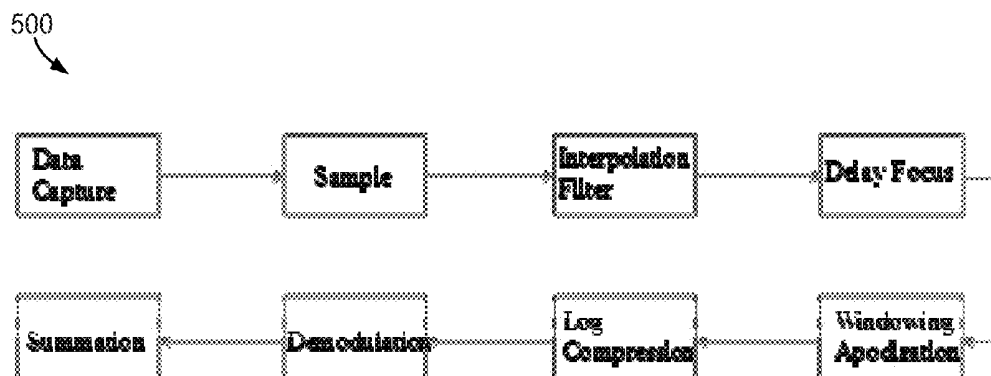 500
Data
Capture
Sample
Interpolation
Filter
Delay Focus
Summation
Demodulation
Log
Compression
Windowing
Apodization